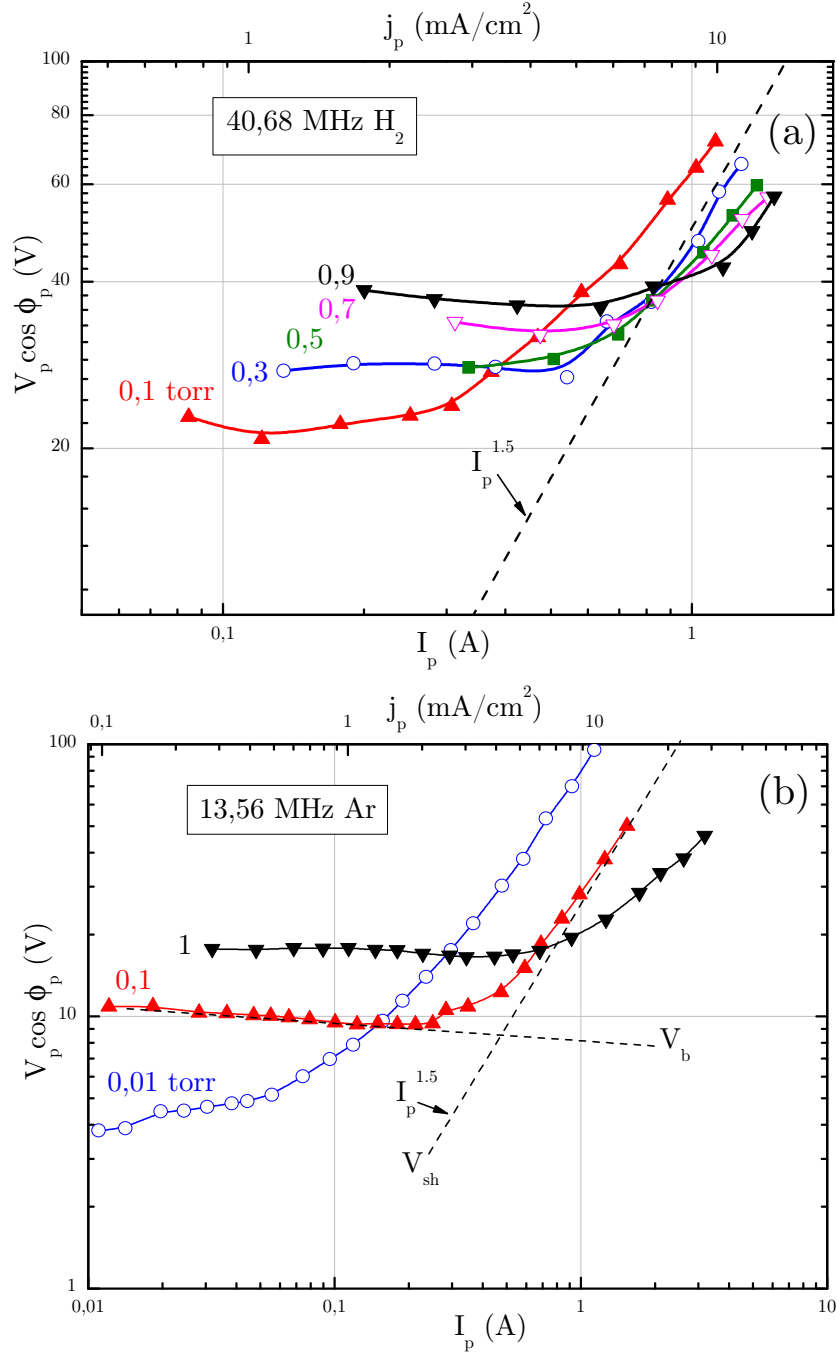 j_p (mA/cm^2)
1 10
100
80
60
40
20
V_p cos ϕ_p (V)
40,68 MHz H_2
(a)
0,9
0,7
0,5
0,3
0,1 torr
I_p^1.5
0,1 1
I_p (A)
j_p (mA/cm^2)
0,1 1 10
100
10
1
V_p cos ϕ_p (V)
13,56 MHz Ar
(b)
1
0,1
0,01 torr
V_b
I_p^1.5
V_sh
0,01 0,1 1 10
I_p (A)